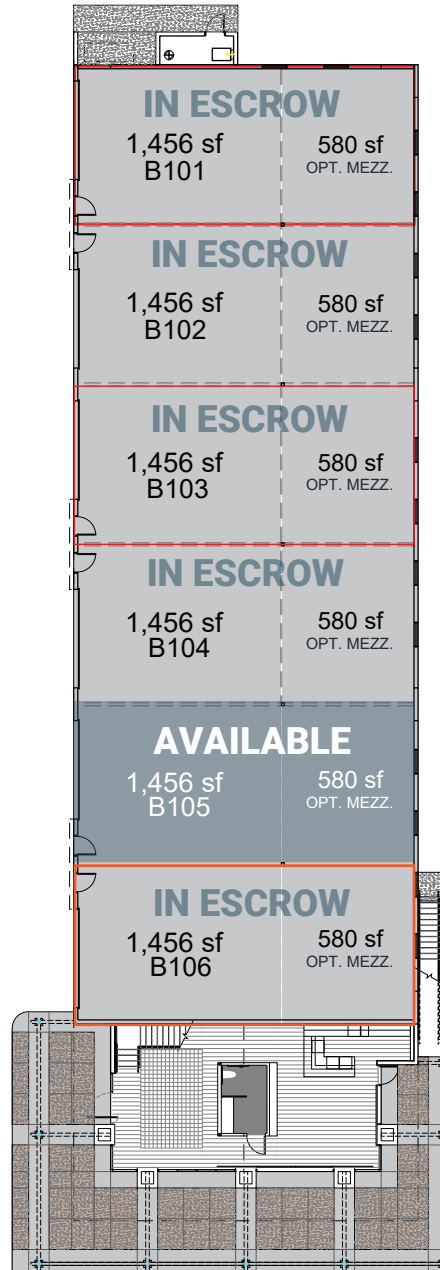 IN ESCROW
1,456 sf
B101
580 sf
OPT. MEZZ.
IN ESCROW
1,456 sf
B102
580 sf
OPT. MEZZ.
IN ESCROW
1,456 sf
B103
580 sf
OPT. MEZZ.
IN ESCROW
1,456 sf
B104
580 sf
OPT. MEZZ.
AVAILABLE
1,456 sf
B105
580 sf
OPT. MEZZ.
IN ESCROW
1,456 sf
B106
580 sf
OPT. MEZZ.